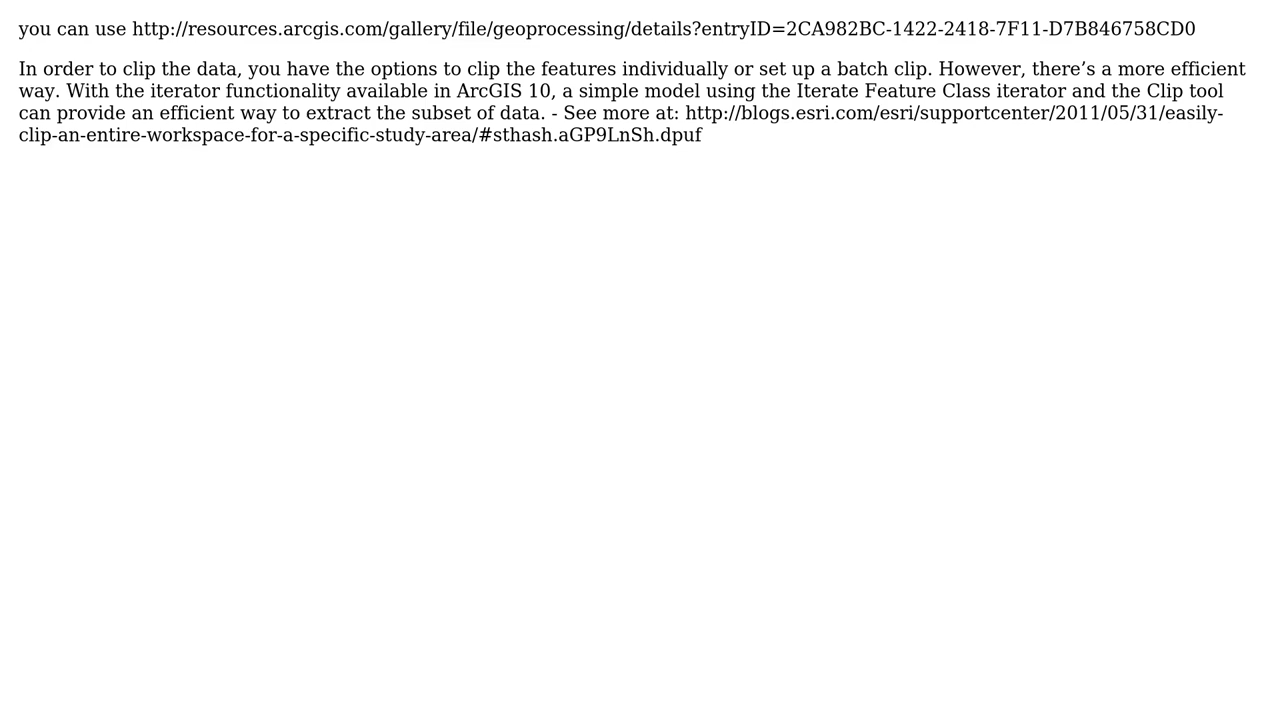 you can use http://resources.arcgis.com/gallery/file/geoprocessing/details?entryID=2CA982BC-1422-2418-7F11-D7B846758CD0
In order to clip the data, you have the options to clip the features individually or set up a batch clip. However, there’s a more efficient
way. With the iterator functionality available in ArcGIS 10, a simple model using the Iterate Feature Class iterator and the Clip tool
can provide an efficient way to extract the subset of data. - See more at: http://blogs.esri.com/esri/supportcenter/2011/05/31/easily-
clip-an-entire-workspace-for-a-specific-study-area/#sthash.aGP9LnSh.dpuf